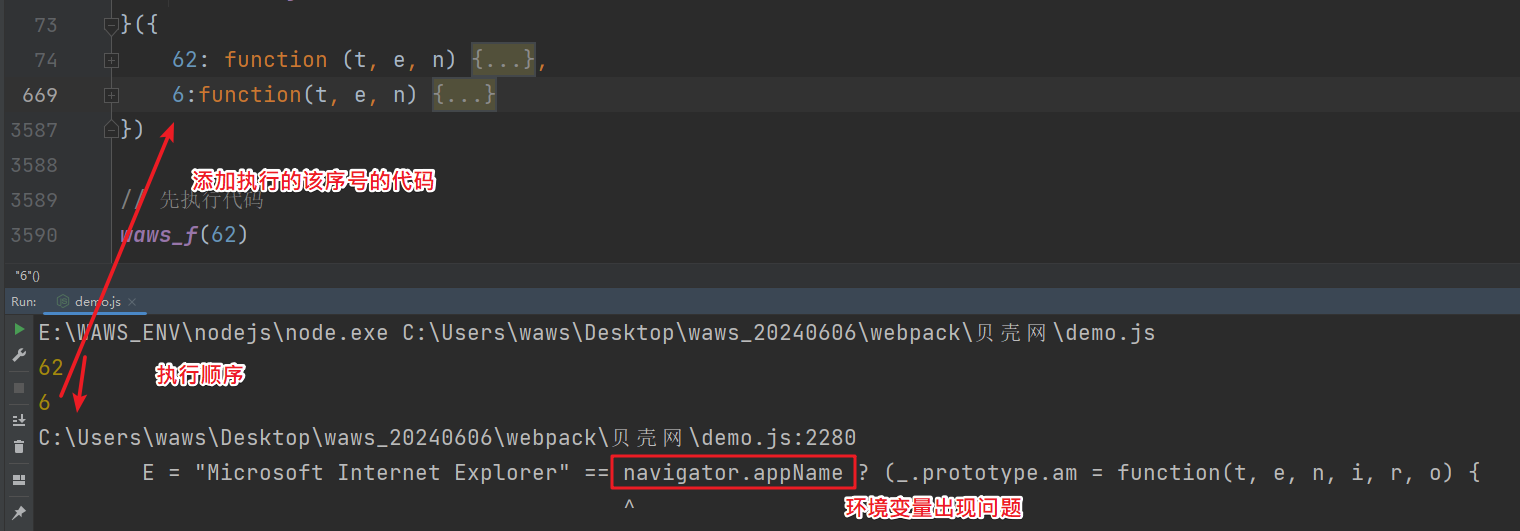 73 }({
74 62: function (t, e, n) {...},
669 6:function(t, e, n) {...}
3587 })
3588
添加执行的该序号的代码
3589 // 先执行代码
3590 waws_f(62)
"6"()
Run: demo.js ×
E:\WAWS_ENV\nodejs\node.exe C:\Users\waws\Desktop\waws_20240606\webpack\贝壳网\demo.js
62
执行顺序
6
C:\Users\waws\Desktop\waws_20240606\webpack\贝壳网\demo.js:2280
E = "Microsoft Internet Explorer" == navigator.appName ? (_.prototype.am = function(t, e, n, i, r, o) {
^
环境变量出现问题